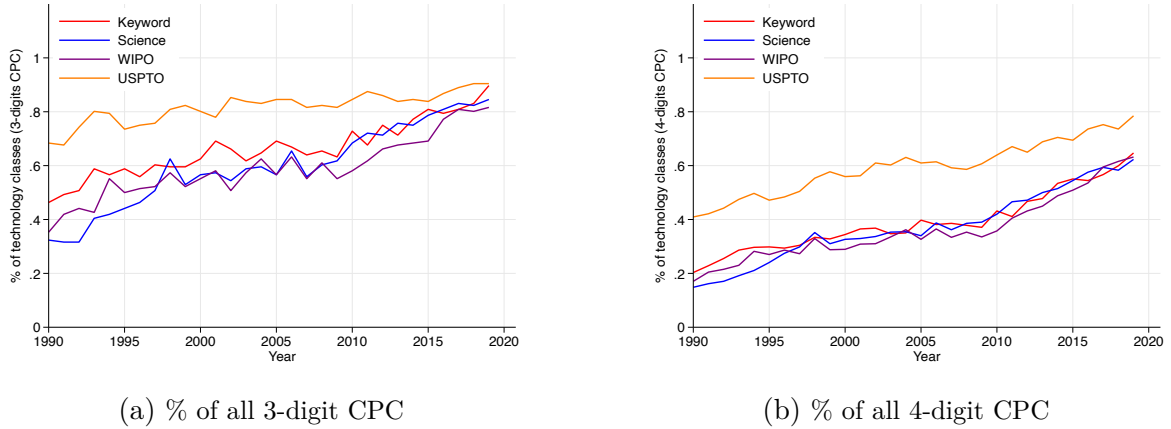 Keyword
Science
WIPO
USPTO
% of technology classes (3-digits CPC)
1
.8
.6
.4
.2
0
1990 1995 2000 2005 2010 2015 2020
Year
(a) % of all 3-digit CPC
Keyword
Science
WIPO
USPTO
% of technology classes (4-digits CPC)
1
.8
.6
.4
.2
0
1990 1995 2000 2005 2010 2015 2020
Year
(b) % of all 4-digit CPC